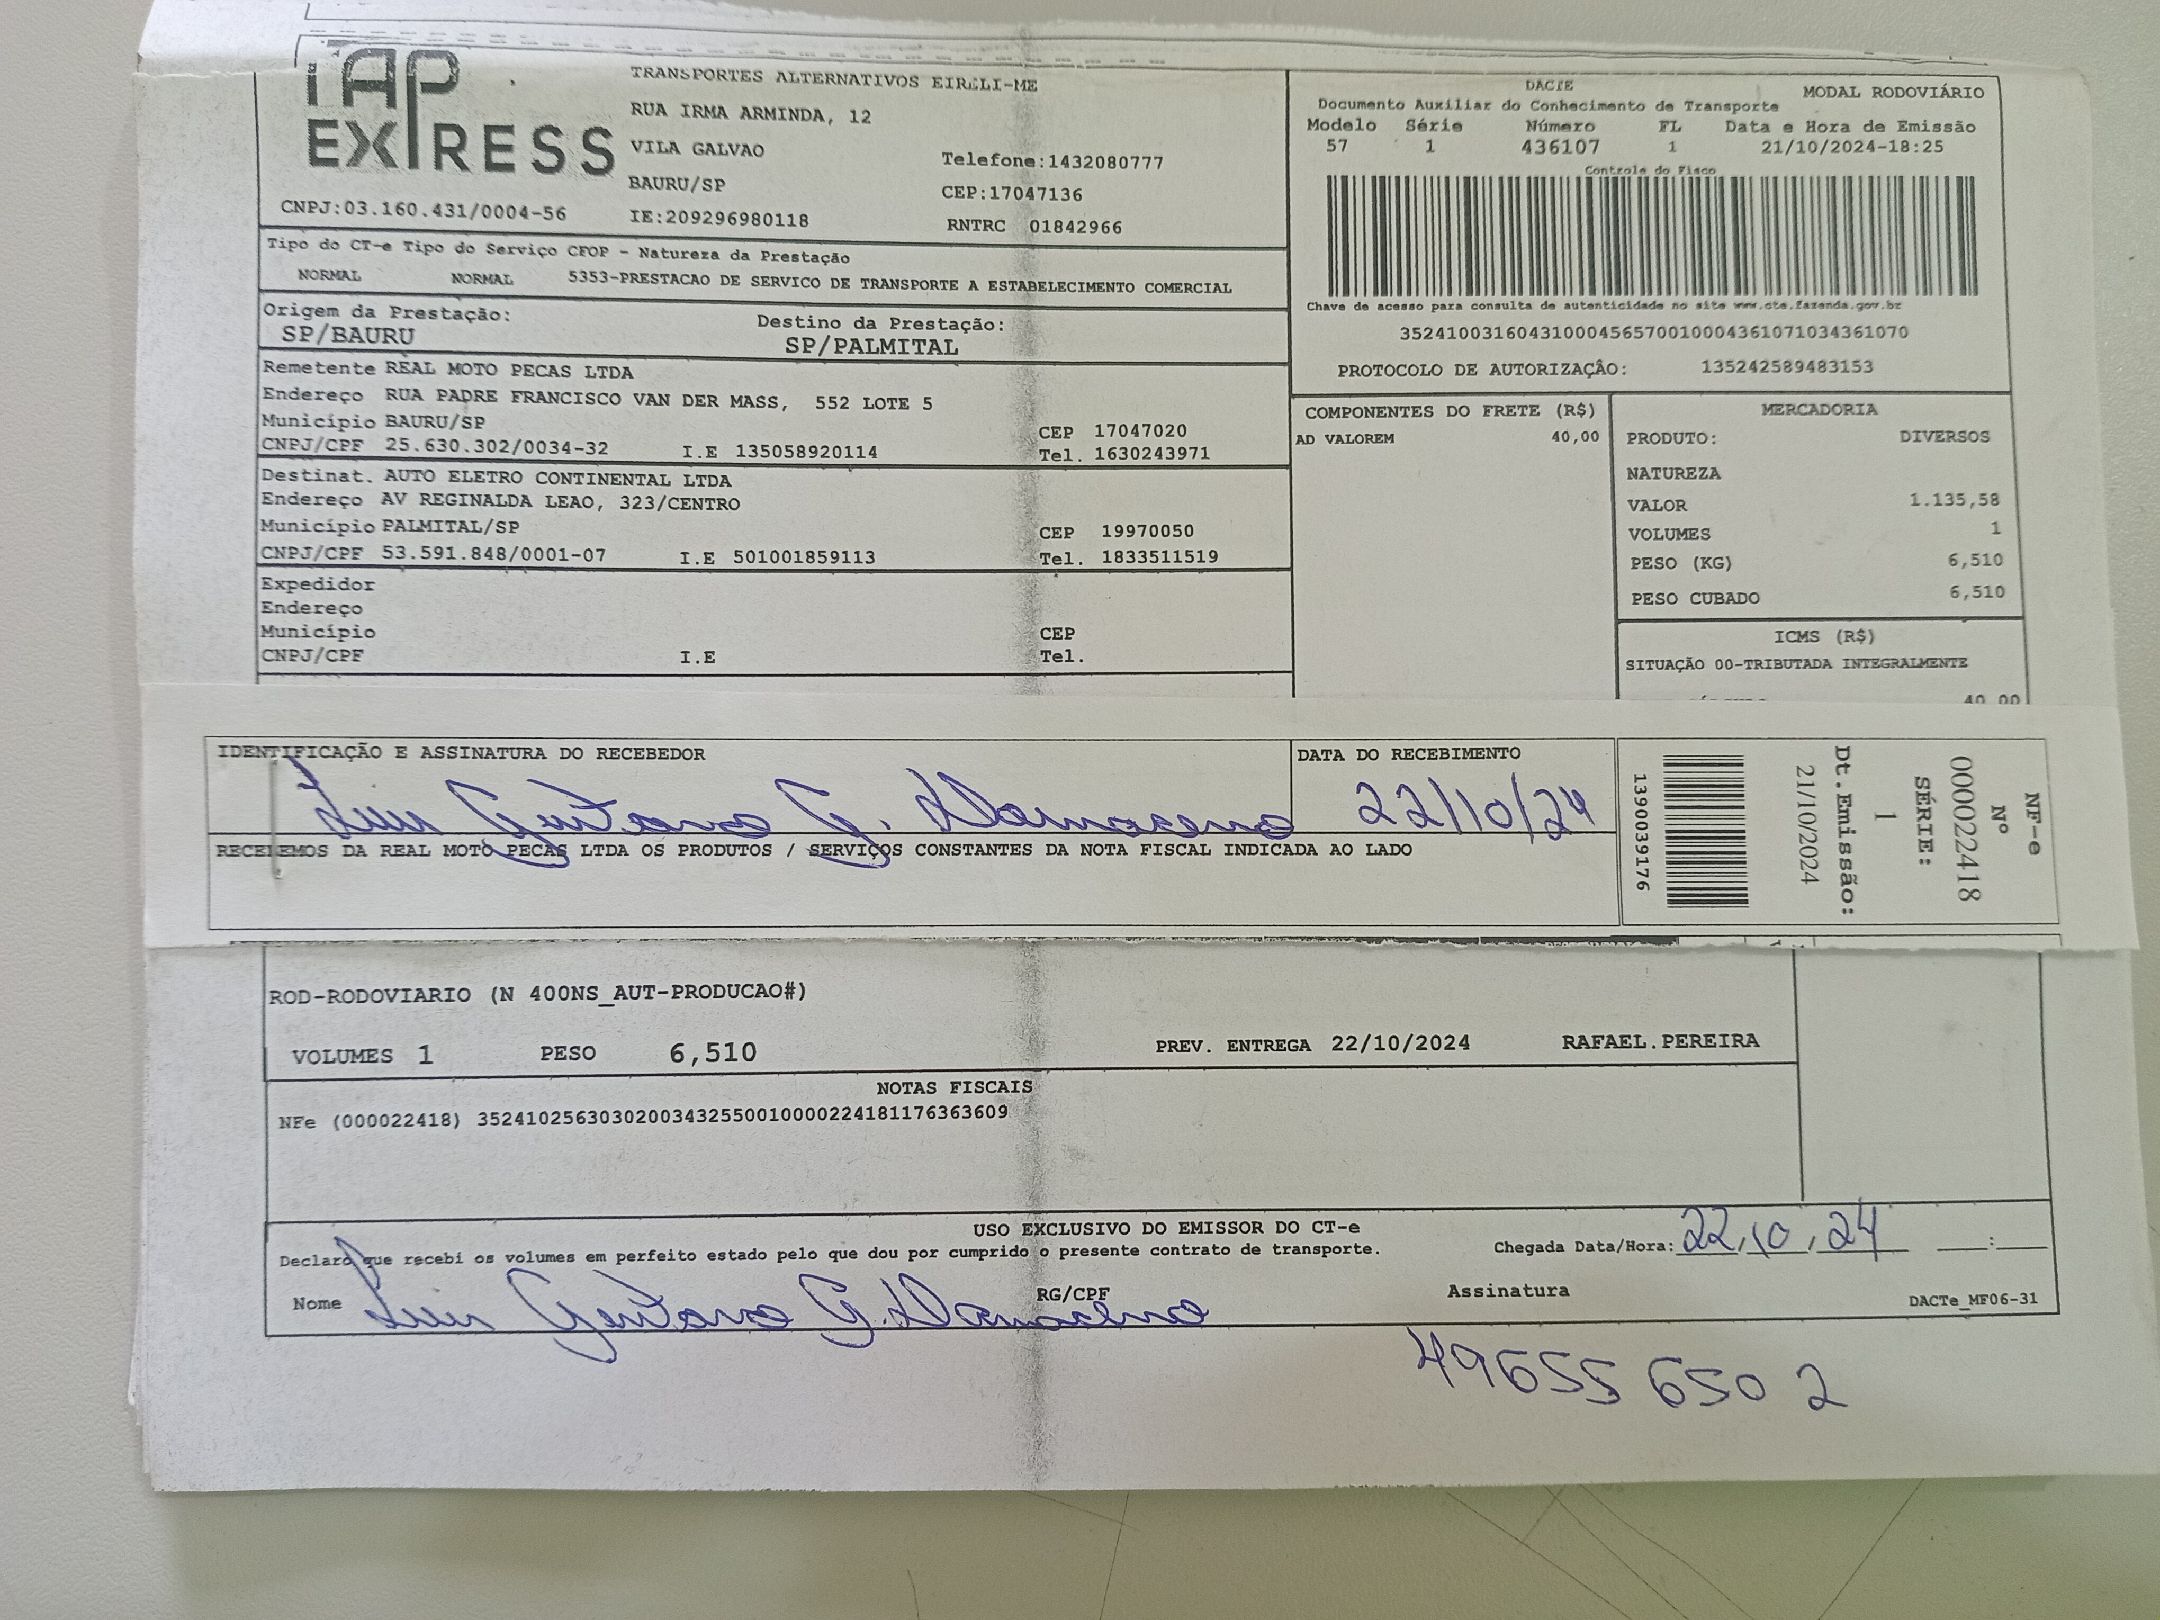 TAP
EXPRESS
CNPJ:03.160.431/0004-56
TRANSPORTES ALTERNATIVOS EIRELI-ME
RUA IRMA ARMINDA, 12
VILA GALVAO
BAURU/SP
IE:209296980118
Telefone:1432080777
CEP:17047136
RNTRC 01842966
DACTE
MODAL RODOVIÁRIO
Documento Auxiliar do Conhecimento de Transporte
Modelo Série Número FL Data e Hora de Emissão
57 1 436107 1 21/10/2024-18:25
Controle do Fisco
Chave de acesso para consulta de autenticidade no site www.cte.fazenda.gov.br
35241003160431000456570010004361071034361070
PROTOCOLO DE AUTORIZAÇÃO: 135242589483153
Tipo do CT-e Tipo do Serviço CFOP - Natureza da Prestação
NORMAL NORMAL 5353-PRESTACAO DE SERVICO DE TRANSPORTE A ESTABELECIMENTO COMERCIAL
Origem da Prestação: Destino da Prestação:
SP/BAURU SP/PALMITAL
Remetente REAL MOTO PECAS LTDA
Endereço RUA PADRE FRANCISCO VAN DER MASS, 552 LOTE 5
Município BAURU/SP CEP 17047020
CNPJ/CPF 25.630.302/0034-32 I.E 135058920114 Tel. 1630243971
Destinat. AUTO ELETRO CONTINENTAL LTDA
Endereço AV REGINALDA LEAO, 323/CENTRO
Município PALMITAL/SP CEP 19970050
CNPJ/CPF 53.591.848/0001-07 I.E 501001859113 Tel. 1833511519
Expedidor
Endereço
Município CEP
CNPJ/CPF I.E Tel.
COMPONENTES DO FRETE (R$)
AD VALOREM 40,00
MERCADORIA
PRODUTO: DIVERSOS
NATUREZA
VALOR 1.135,58
VOLUMES 1
PESO (KG) 6,510
PESO CUBADO 6,510
ICMS (R$)
SITUAÇÃO 00-TRIBUTADA INTEGRALMENTE
40,00
IDENTIFICAÇÃO E ASSINATURA DO RECEBEDOR
Luis Gustavo G. Damaceno
DATA DO RECEBIMENTO
22/10/24
RECEBEMOS DA REAL MOTO PECAS LTDA OS PRODUTOS / SERVIÇOS CONSTANTES DA NOTA FISCAL INDICADA AO LADO
NF-e
Nº
000022418
SÉRIE:
1
Dt.Emissão:
21/10/2024
1390039176
ROD-RODOVIARIO (N 400NS_AUT-PRODUCAO#)
VOLUMES 1 PESO 6,510 PREV. ENTREGA 22/10/2024 RAFAEL.PEREIRA
NOTAS FISCAIS
NFe (000022418) 35241025630302003432550010000224181176363609
USO EXCLUSIVO DO EMISSOR DO CT-e
Declaro que recebi os volumes em perfeito estado pelo que dou por cumprido o presente contrato de transporte.
Chegada Data/Hora: 22,10,24 ___:___
Nome Luis Gustavo G. Damaceno
RG/CPF
Assinatura
DACTe_MF06-31
49655 650 2